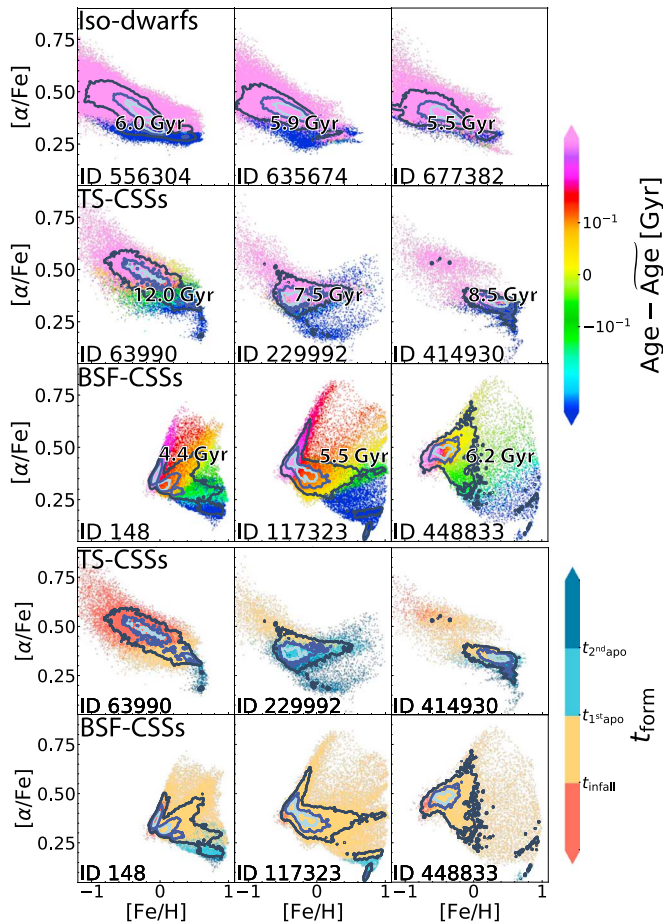 Iso-dwarfs
0.75
0.50
0.25
[α/Fe]
6.0 Gyr
5.9 Gyr
5.5 Gyr
ID 556304
ID 635674
ID 677382
TS-CSSs
0.75
0.50
0.25
[α/Fe]
12.0 Gyr
7.5 Gyr
8.5 Gyr
ID 63990
ID 229992
ID 414930
BSF-CSSs
0.75
0.50
0.25
[α/Fe]
4.4 Gyr
5.5 Gyr
6.2 Gyr
ID 148
ID 117323
ID 448833
10⁻¹
0
−10⁻¹
Age − A͠g͠e [Gyr]
TS-CSSs
0.75
0.50
0.25
[α/Fe]
ID 63990
ID 229992
ID 414930
BSF-CSSs
0.75
0.50
0.25
[α/Fe]
ID 148
ID 117323
ID 448833
−1 0 1 −1 0 1 −1 0 1
[Fe/H] [Fe/H] [Fe/H]
t2ⁿᵈapo
t1ˢᵗapo
tinfall
tform